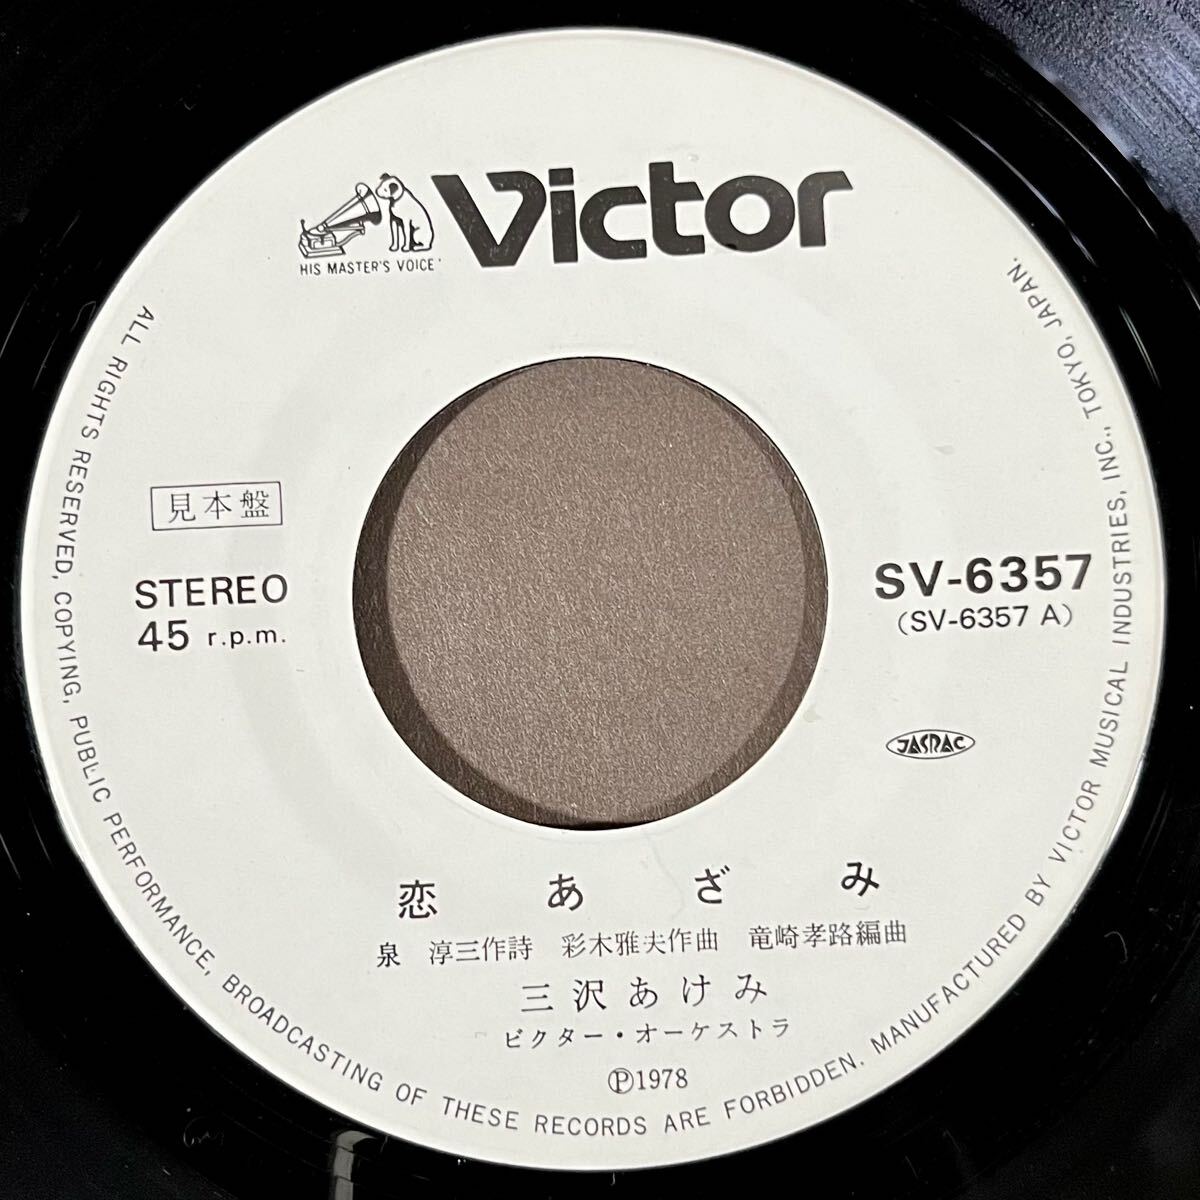 Victor
HIS MASTER'S VOICE
見本盤
STEREO
45 r.p.m.
SV-6357
(SV-6357 A)
JASRAC
恋あざみ
泉 淳三作詩 彩木雅夫作曲 竜崎孝路編曲
三沢あけみ
ビクター・オーケストラ
Ⓟ1978
ALL RIGHTS RESERVED, COPYING, PUBLIC PERFORMANCE, BROADCASTING OF THESE RECORDS ARE FORBIDDEN. MANUFACTURED BY VICTOR MUSICAL INDUSTRIES, INC., TOKYO, JAPAN.